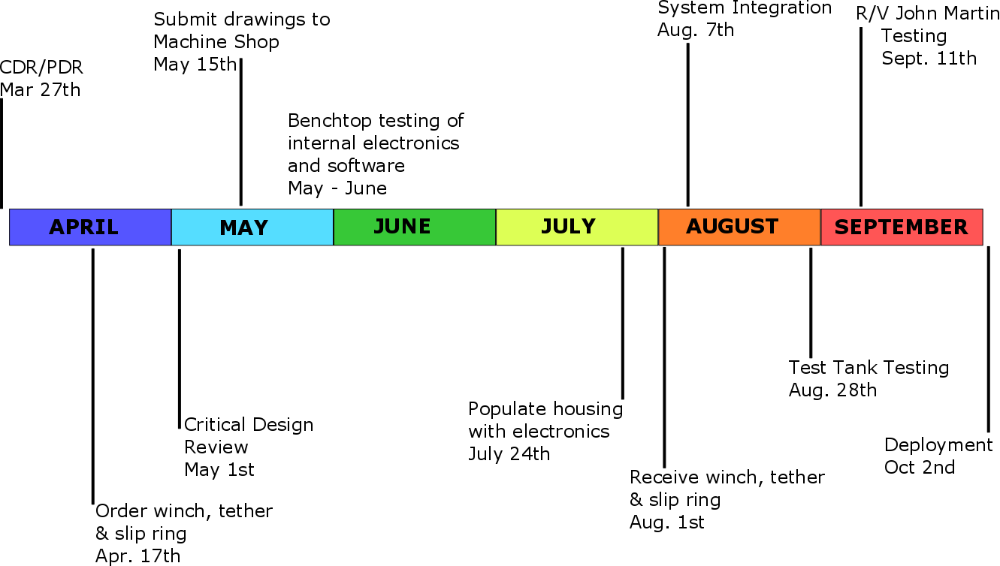 Submit drawings to
Machine Shop
May 15th
System Integration
Aug. 7th
R/V John Martin
Testing
Sept. 11th
CDR/PDR
Mar 27th
Benchtop testing of
internal electronics
and software
May - June
APRIL
MAY
JUNE
JULY
AUGUST
SEPTEMBER
Order winch, tether
& slip ring
Apr. 17th
Critical Design
Review
May 1st
Populate housing
with electronics
July 24th
Receive winch, tether
& slip ring
Aug. 1st
Test Tank Testing
Aug. 28th
Deployment
Oct 2nd